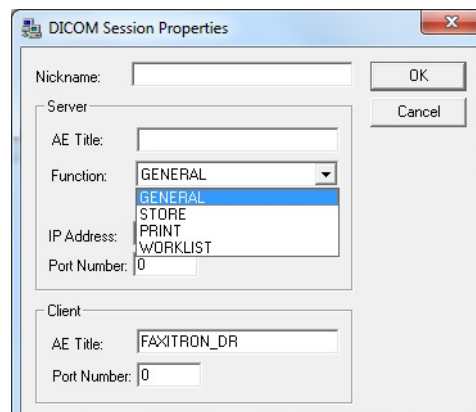 DICOM Session Properties
Nickname:
OK
Server
Cancel
AE Title:
Function: GENERAL
GENERAL
STORE
PRINT
IP Address:
WORKLIST
Port Number: 0
Client
AE Title: FAXITRON_DR
Port Number: 0